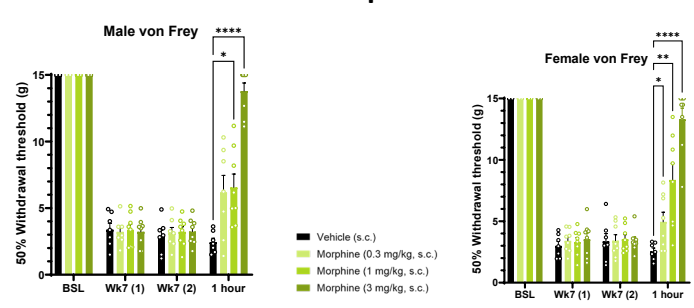 Male von Frey
****
*
50% Withdrawal threshold (g)
15
10
5
0
BSL Wk7 (1) Wk7 (2) 1 hour
Vehicle (s.c.)
Morphine (0.3 mg/kg, s.c.)
Morphine (1 mg/kg, s.c.)
Morphine (3 mg/kg, s.c.)
Female von Frey
****
**
*
50% Withdrawal threshold (g)
15
10
5
0
BSL Wk7 (1) Wk7 (2) 1 hour